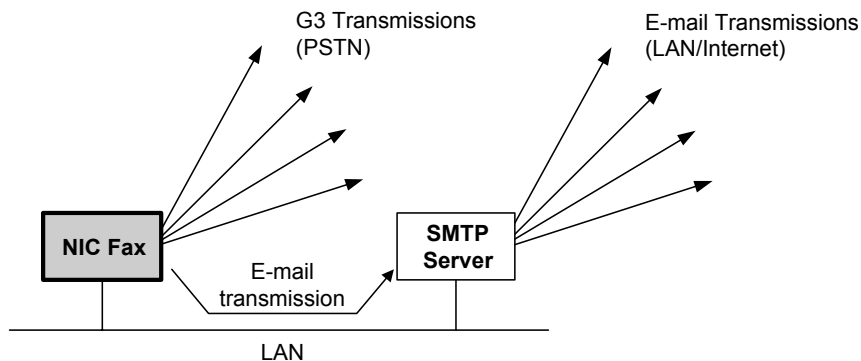 G3 Transmissions
(PSTN)
E-mail Transmissions
(LAN/Internet)
NIC Fax
SMTP
Server
E-mail
transmission
LAN